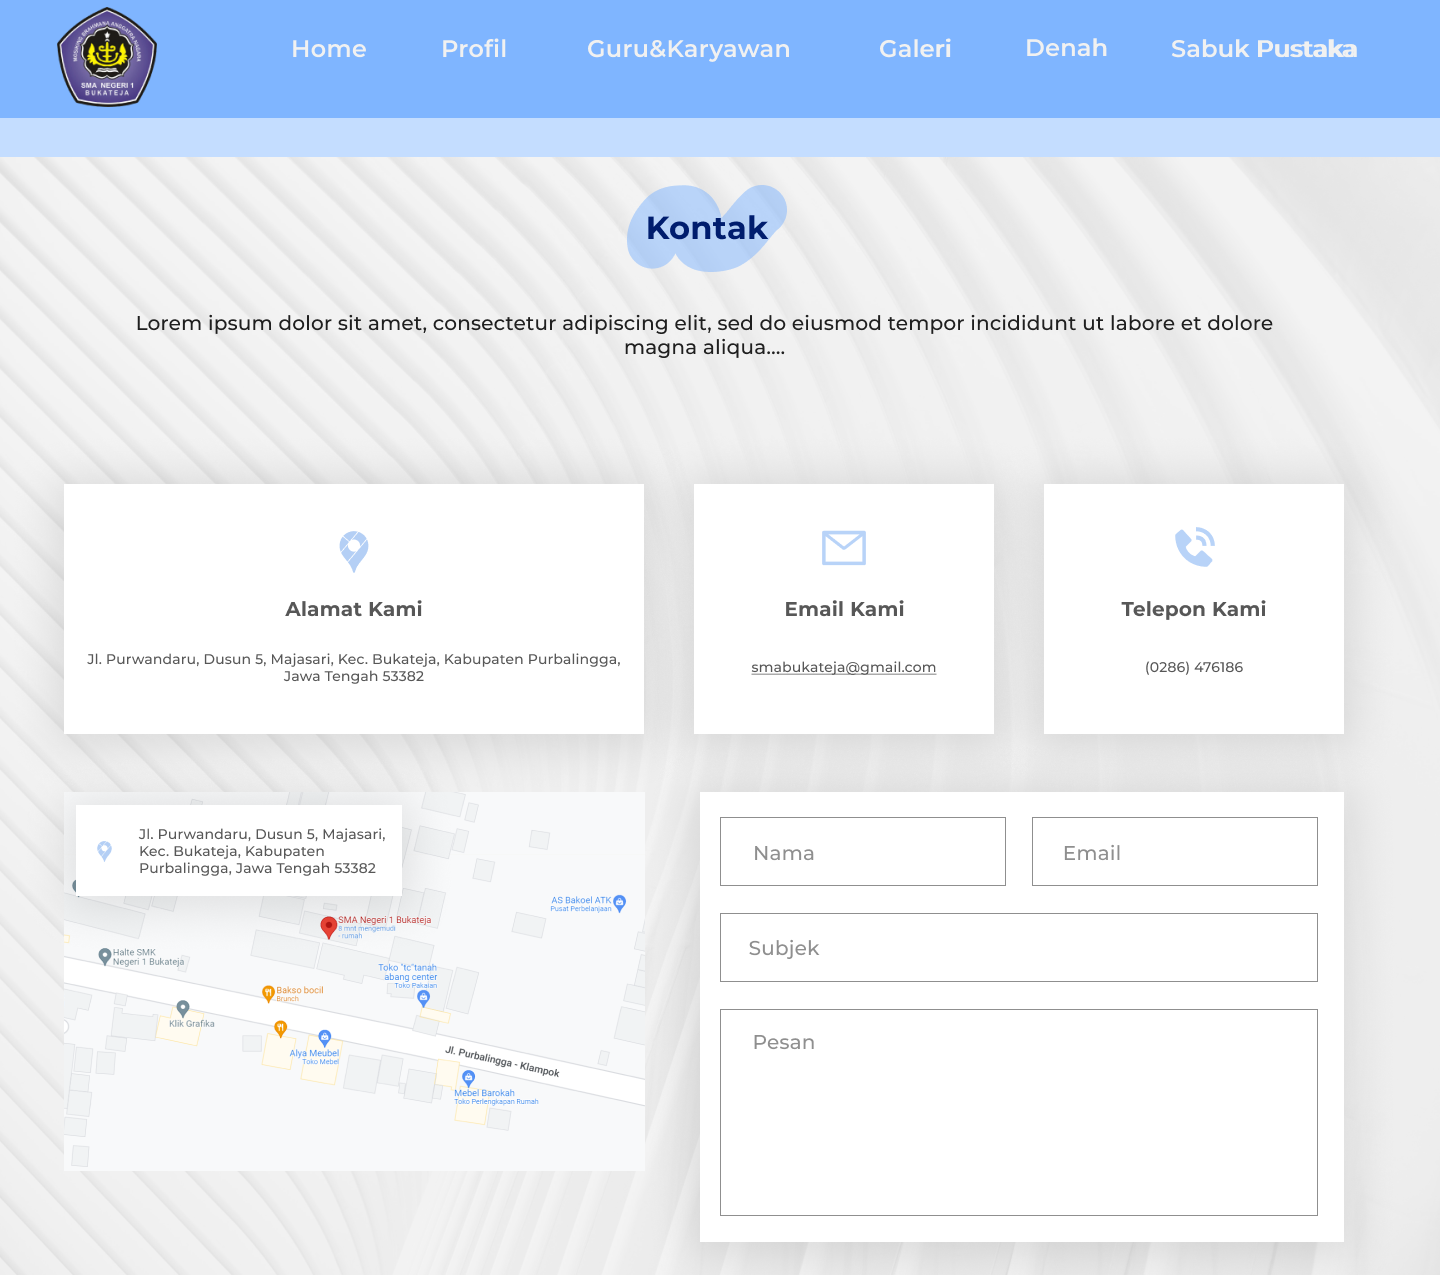 WIDYANING BRAHMANA ANGGATRA NAGARA
SMA NEGERI 1
BUKATEJA
Home
Profil
Guru&Karyawan
Galeri
Denah
Sabuk Pustaka
Kontak
Lorem ipsum dolor sit amet, consectetur adipiscing elit, sed do eiusmod tempor incididunt ut labore et dolore
magna aliqua....
Alamat Kami
Jl. Purwandaru, Dusun 5, Majasari, Kec. Bukateja, Kabupaten Purbalingga,
Jawa Tengah 53382
Email Kami
smabukateja@gmail.com
Telepon Kami
(0286) 476186
Jl. Purwandaru, Dusun 5, Majasari,
Kec. Bukateja, Kabupaten
Purbalingga, Jawa Tengah 53382
AS Bakoel ATK
Pusat Perbelanjaan
SMA Negeri 1 Bukateja
8 mnt mengemudi
- rumah
Halte SMK
Negeri 1 Bukateja
Toko "tc"tanah
abang center
Toko Pakaian
Bakso bocil
Brunch
Klik Grafika
Alya Meubel
Toko Mebel
Jl. Purbalingga - Klampok
Mebel Barokah
Toko Perlengkapan Rumah
Nama
Email
Subjek
Pesan